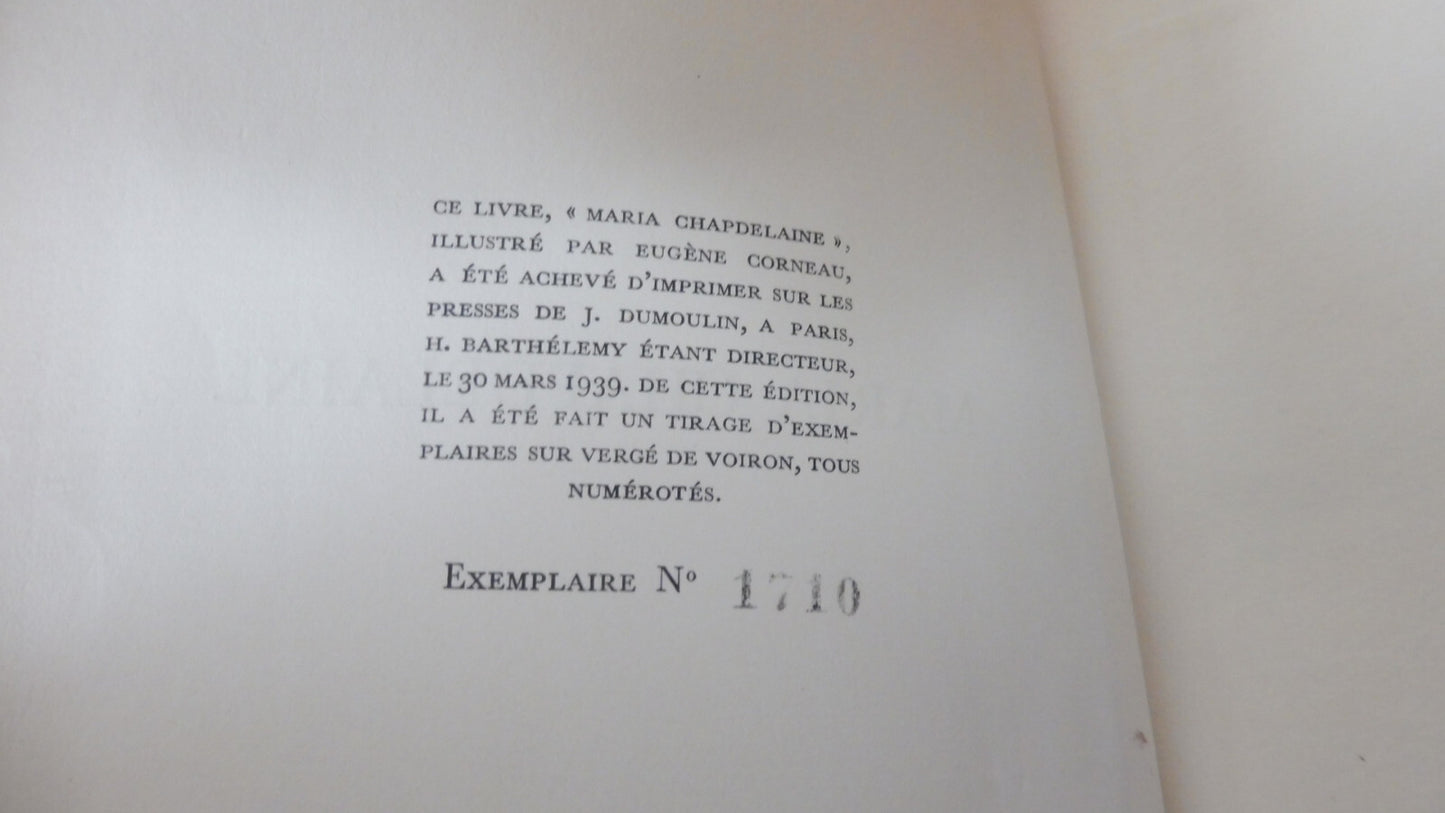 CE LIVRE, « MARIA CHAPDELAINE »,
ILLUSTRÉ PAR EUGÈNE CORNEAU,
A ÉTÉ ACHEVÉ D'IMPRIMER SUR LES
PRESSES DE J. DUMOULIN, A PARIS,
H. BARTHÉLEMY ÉTANT DIRECTEUR,
LE 30 MARS 1939. DE CETTE ÉDITION,
IL A ÉTÉ FAIT UN TIRAGE D'EXEM-
PLAIRES SUR VERGÉ DE VOIRON, TOUS
NUMÉROTÉS.
EXEMPLAIRE Nº 1710